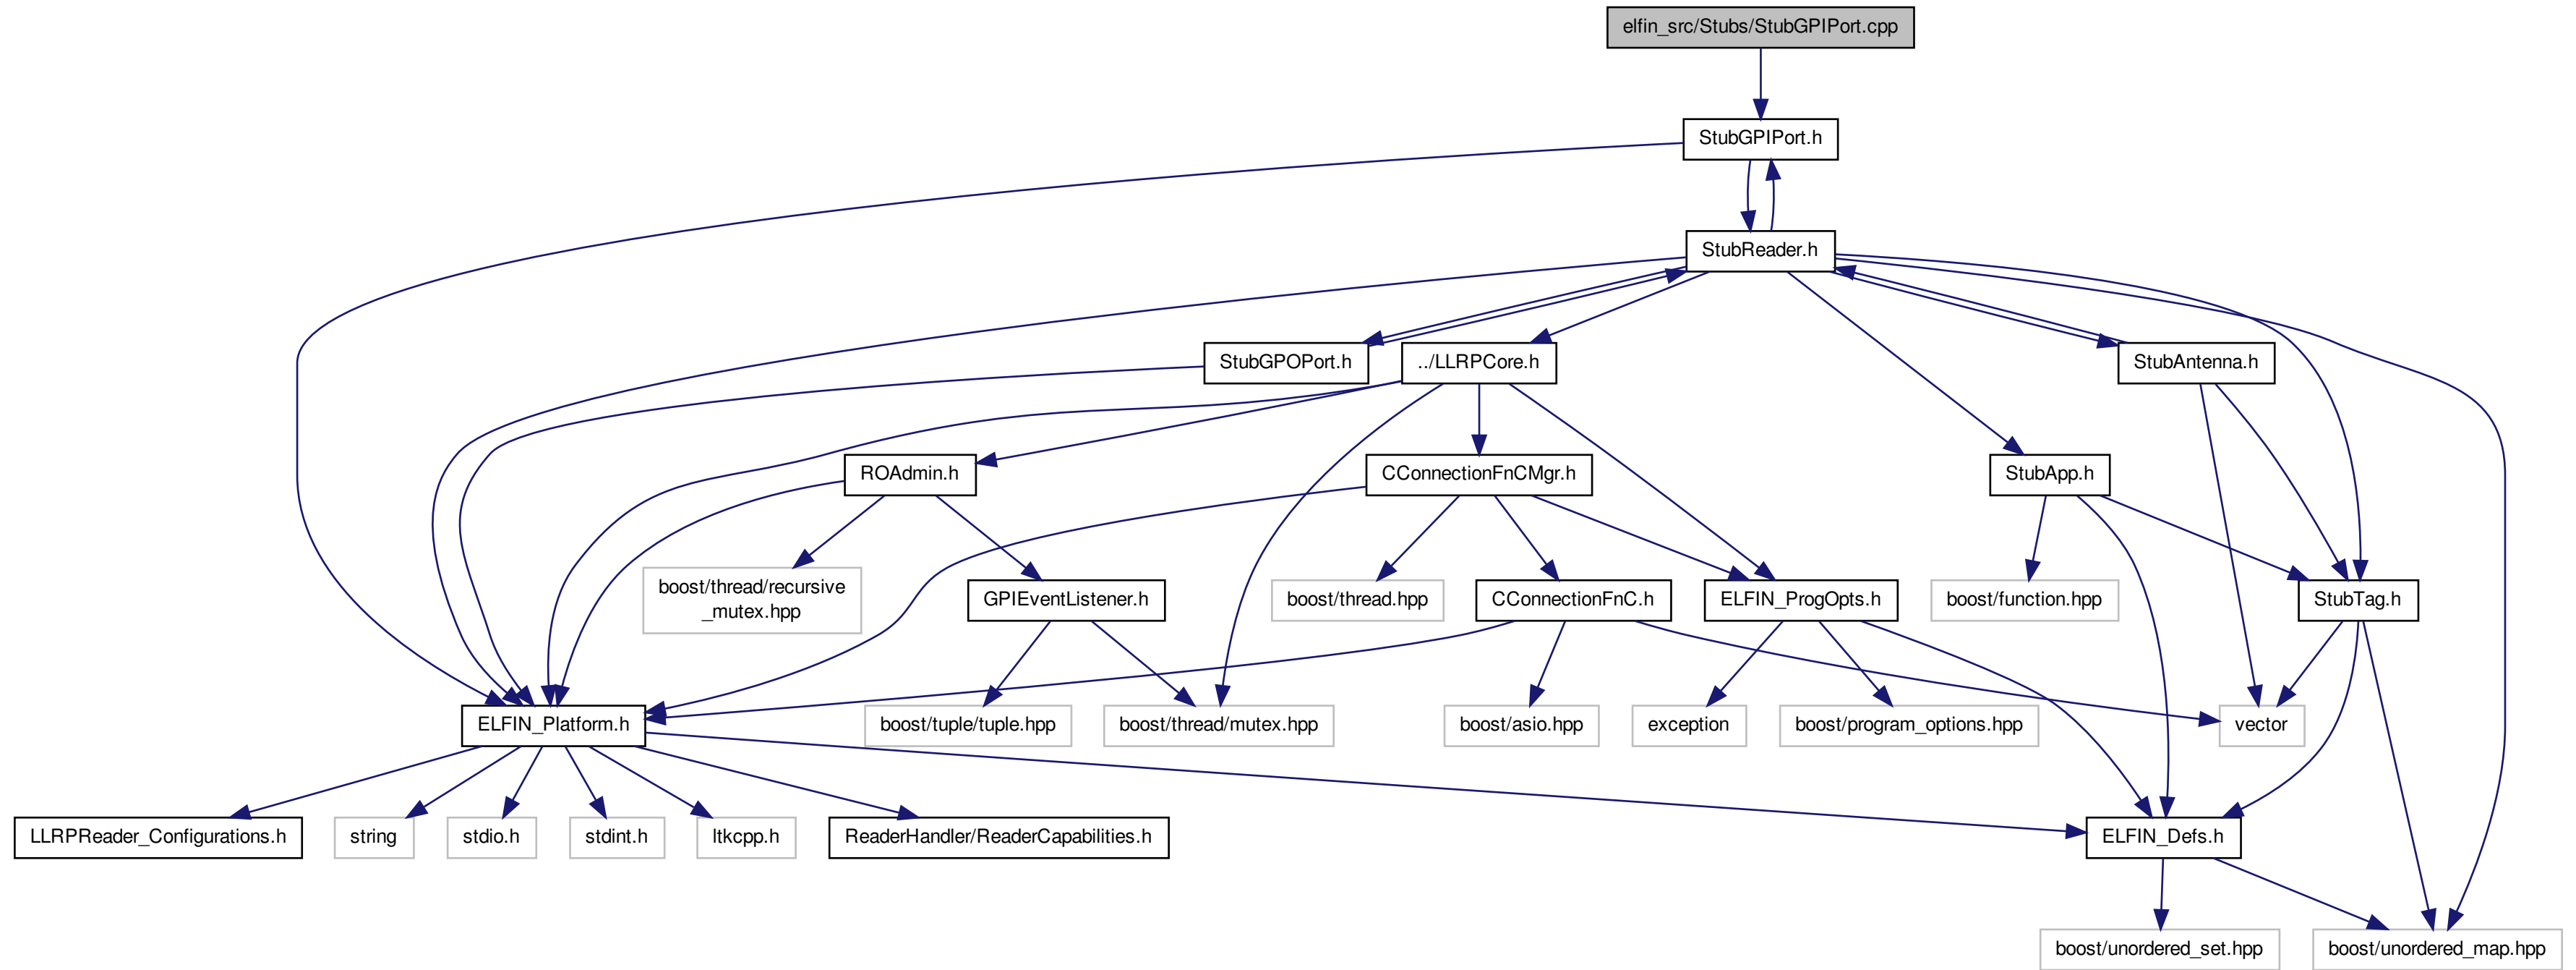 elfin_src/Stubs/StubGPIPort.cpp
StubGPIPort.h
StubReader.h
StubGPOPort.h
../LLRPCore.h
StubAntenna.h
ROAdmin.h
CConnectionFnCMgr.h
StubApp.h
boost/thread/recursive
_mutex.hpp
GPIEventListener.h
boost/thread.hpp
CConnectionFnC.h
ELFIN_ProgOpts.h
boost/function.hpp
StubTag.h
ELFIN_Platform.h
boost/tuple/tuple.hpp
boost/thread/mutex.hpp
boost/asio.hpp
exception
boost/program_options.hpp
vector
LLRPReader_Configurations.h
string
stdio.h
stdint.h
ltkcpp.h
ReaderHandler/ReaderCapabilities.h
ELFIN_Defs.h
boost/unordered_set.hpp
boost/unordered_map.hpp